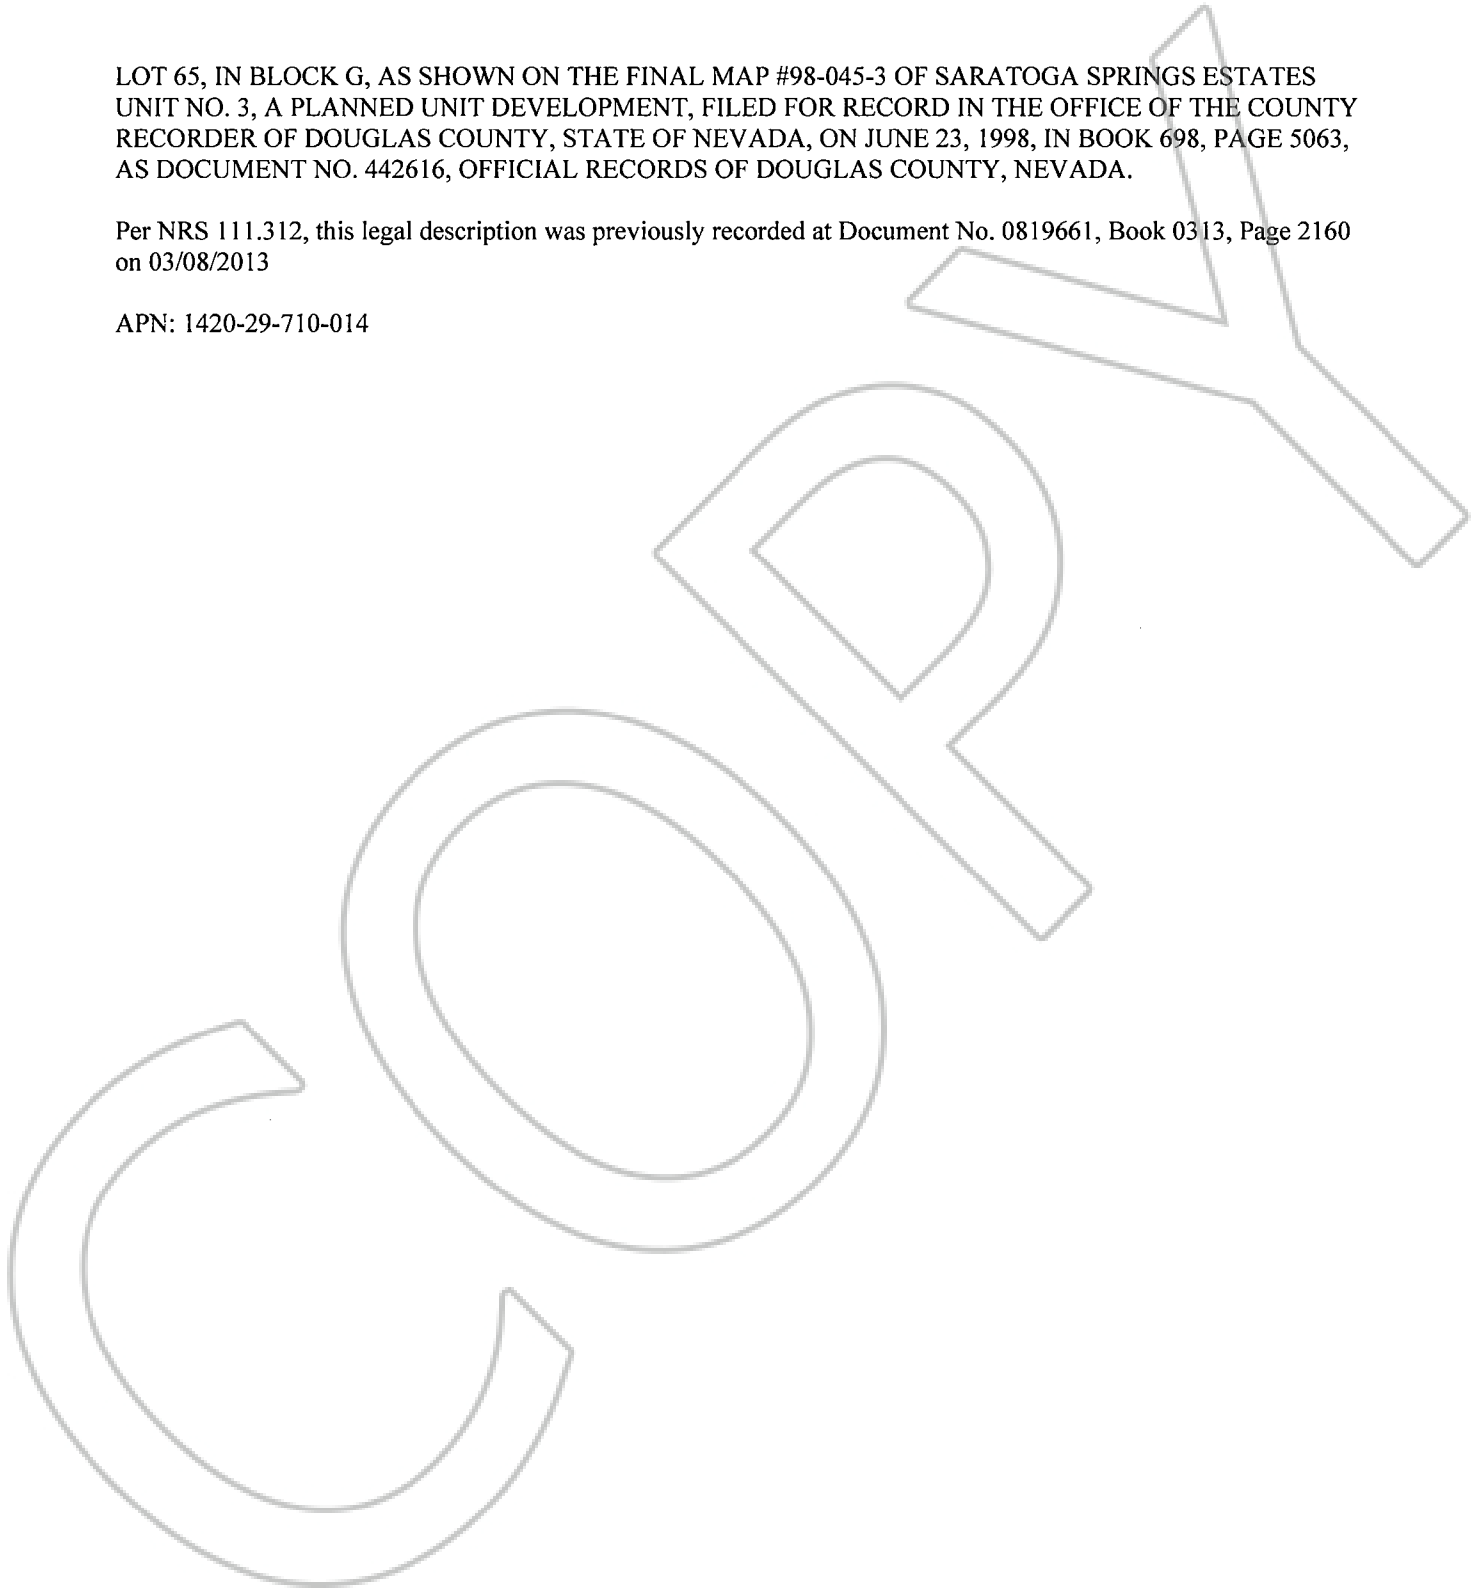 LOT 65, IN BLOCK G, AS SHOWN ON THE FINAL MAP #98-045-3 OF SARATOGA SPRINGS ESTATES
UNIT NO. 3, A PLANNED UNIT DEVELOPMENT, FILED FOR RECORD IN THE OFFICE OF THE COUNTY
RECORDER OF DOUGLAS COUNTY, STATE OF NEVADA, ON JUNE 23, 1998, IN BOOK 698, PAGE 5063,
AS DOCUMENT NO. 442616, OFFICIAL RECORDS OF DOUGLAS COUNTY, NEVADA.
Per NRS 111.312, this legal description was previously recorded at Document No. 0819661, Book 0313, Page 2160
on 03/08/2013
APN: 1420-29-710-014
COPY